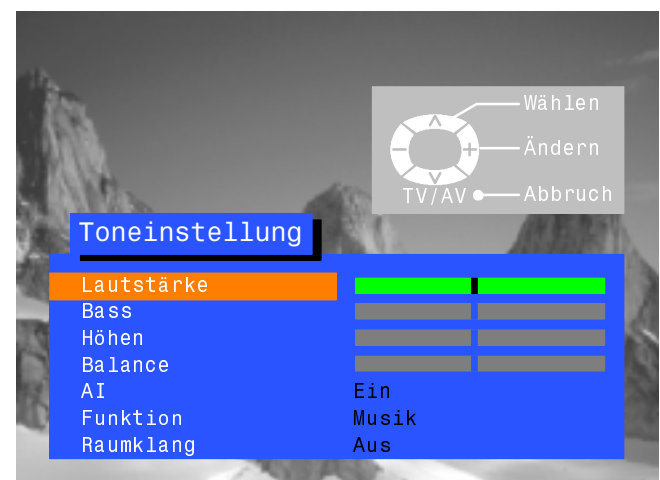 Wählen
Ändern
TV/AV Abbruch
Toneinstellung
Lautstärke
Bass
Höhen
Balance
AI Ein
Funktion Musik
Raumklang Aus